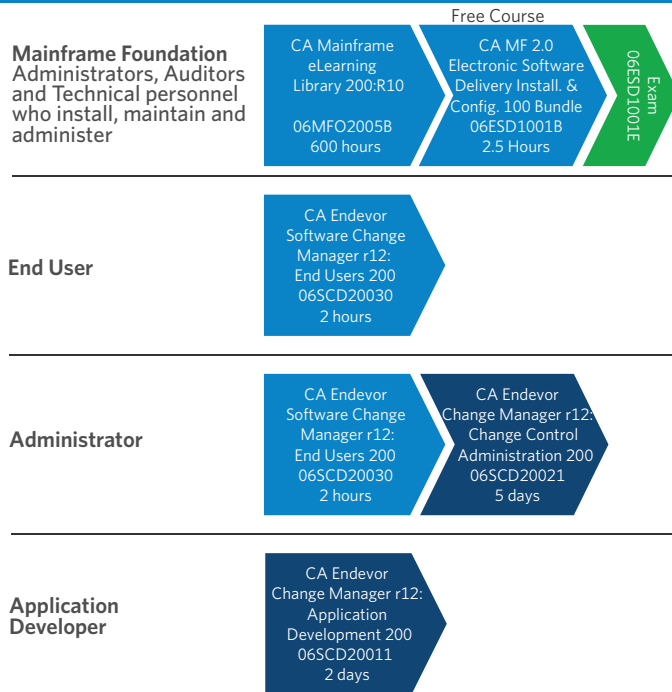 Free Course
Mainframe Foundation
Administrators, Auditors
and Technical personnel
who install, maintain and
administer
CA Mainframe
eLearning
Library 200:R10
06MFO2005B
600 hours
CA MF 2.0
Electronic Software
Delivery Install. &
Config. 100 Bundle
06ESD1001B
2.5 Hours
Exam
06ESD1001E
End User
CA Endevor
Software Change
Manager r12:
End Users 200
06SCD20030
2 hours
Administrator
CA Endevor
Software Change
Manager r12:
End Users 200
06SCD20030
2 hours
CA Endevor
Change Manager r12:
Change Control
Administration 200
06SCD20021
5 days
Application
Developer
CA Endevor
Change Manager r12:
Application
Development 200
06SCD20011
2 days